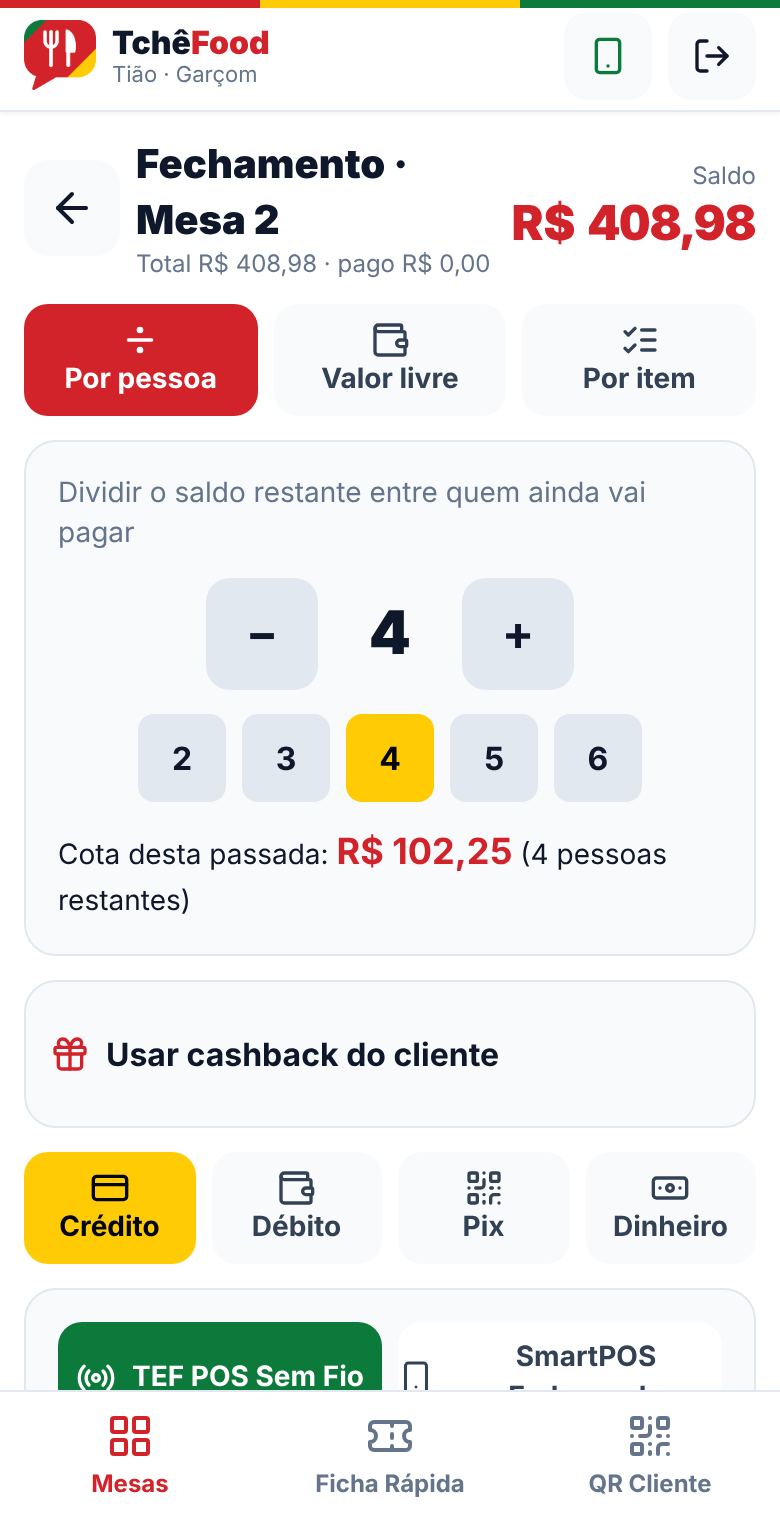 TchêFood
Tião · Garçom
Fechamento ·
Mesa 2
Total R$ 408,98 · pago R$ 0,00
Saldo
R$ 408,98
Por pessoa
Valor livre
Por item
Dividir o saldo restante entre quem ainda vai
pagar
− 4 +
2 3 4 5 6
Cota desta passada: R$ 102,25 (4 pessoas
restantes)
Usar cashback do cliente
Crédito
Débito
Pix
Dinheiro
TEF POS Sem Fio
SmartPOS
Mesas
Ficha Rápida
QR Cliente